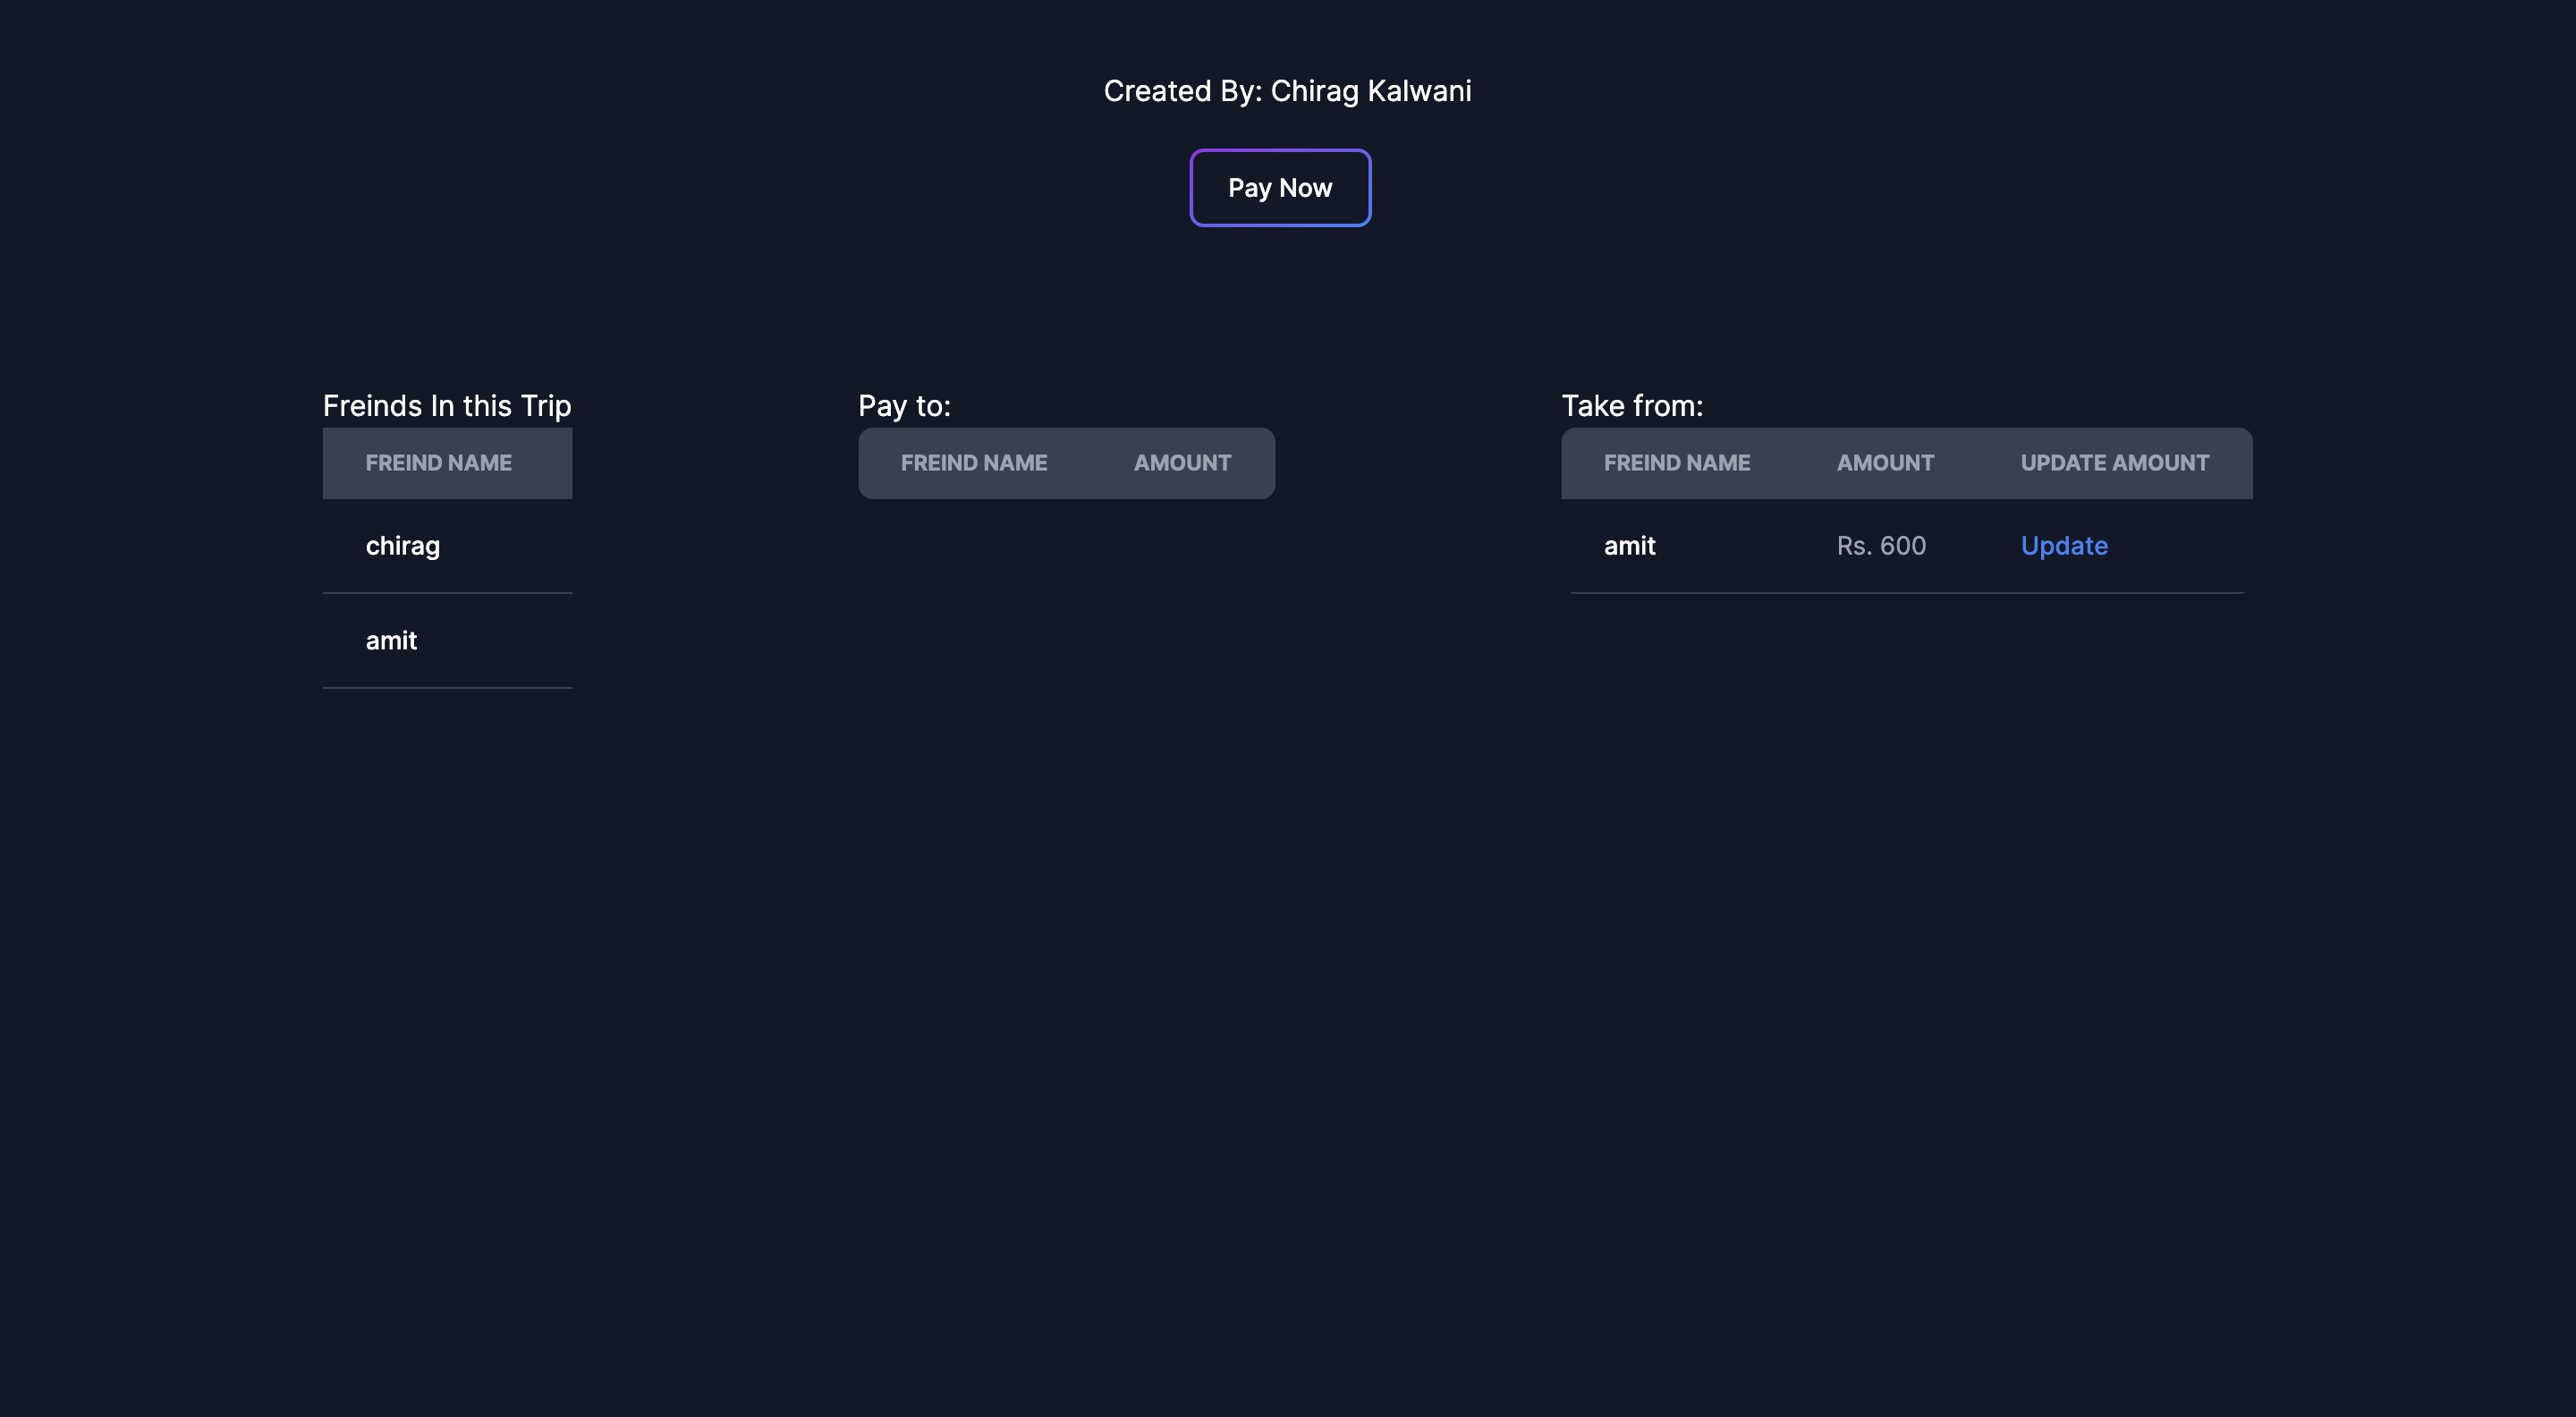 Created By: Chirag Kalwani
Pay Now
Freinds In this Trip
FREIND NAME
chirag
amit
Pay to:
FREIND NAME AMOUNT
Take from:
FREIND NAME AMOUNT UPDATE AMOUNT
amit Rs. 600 Update